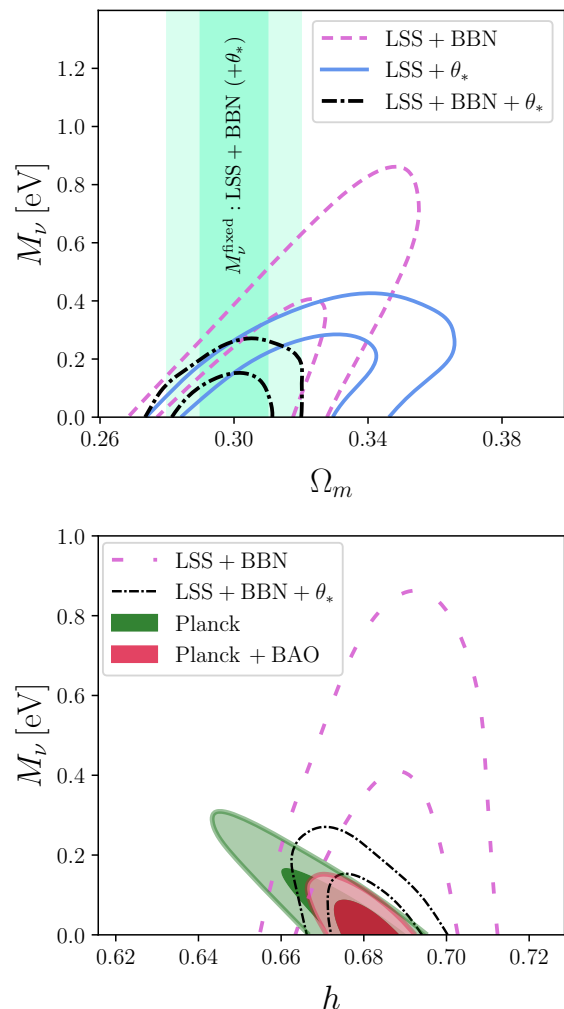 LSS + BBN
LSS + θ*
LSS + BBN + θ*
M_ν^fixed : LSS + BBN (+θ*)
M_ν [eV]
1.2
1.0
0.8
0.6
0.4
0.2
0.0
0.26
0.30
0.34
0.38
Ω_m
LSS + BBN
LSS + BBN + θ*
Planck
Planck + BAO
M_ν [eV]
1.0
0.8
0.6
0.4
0.2
0.0
0.62
0.64
0.66
0.68
0.70
0.72
h